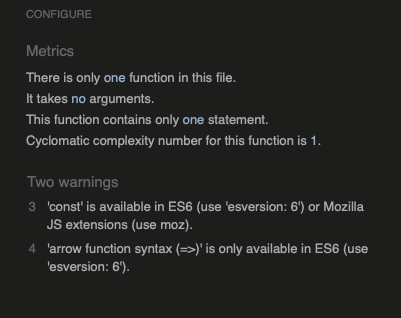 CONFIGURE
Metrics
There is only one function in this file.
It takes no arguments.
This function contains only one statement.
Cyclomatic complexity number for this function is 1.
Two warnings
3 'const' is available in ES6 (use 'esversion: 6') or Mozilla
JS extensions (use moz).
4 'arrow function syntax (=>)' is only available in ES6 (use
'esversion: 6').